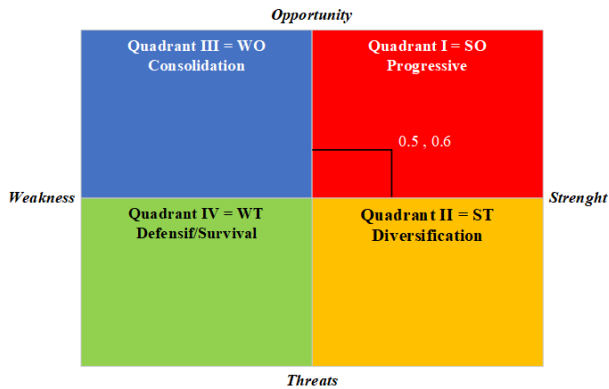 Opportunity
Quadrant III = WO
Consolidation
Quadrant I = SO
Progressive
0.5 , 0.6
Weakness
Strenght
Quadrant IV = WT
Defensif/Survival
Quadrant II = ST
Diversification
Threats